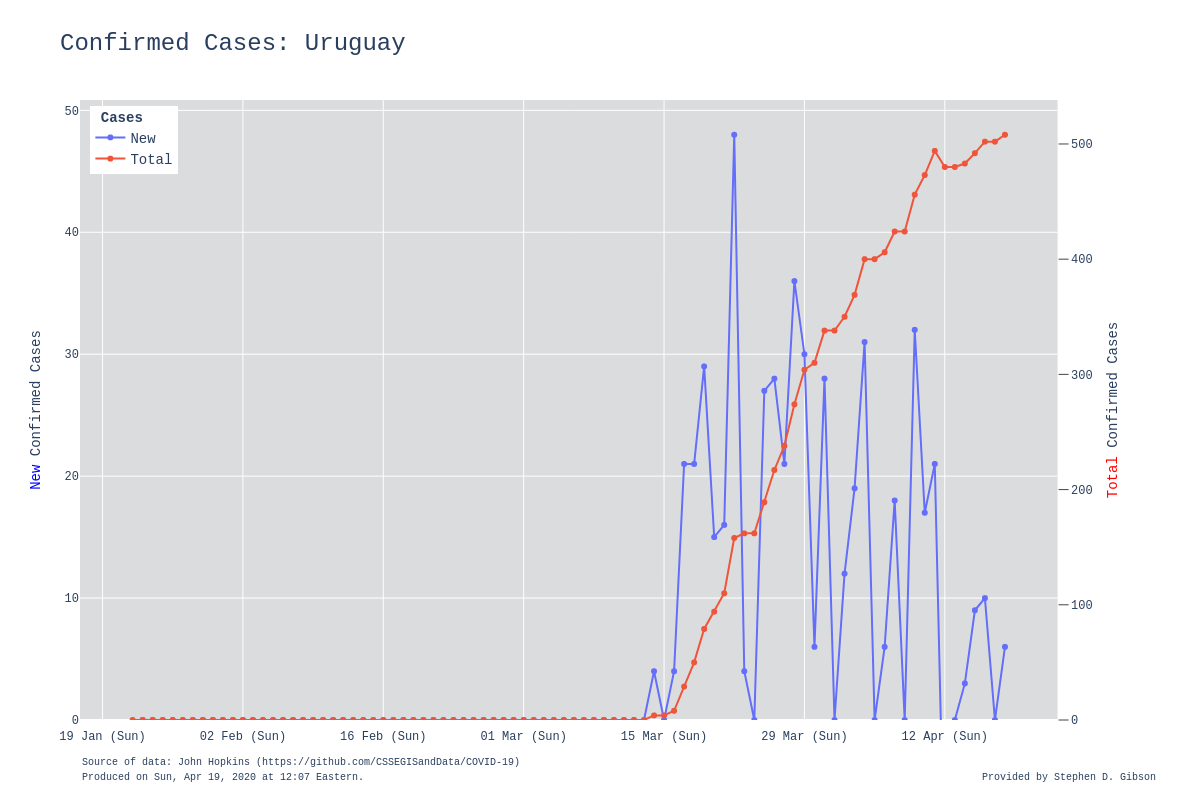 Confirmed Cases: Uruguay
Cases
New
Total
50
40
30
20
10
0
500
400
300
200
100
0
New Confirmed Cases
Total Confirmed Cases
19 Jan (Sun) 02 Feb (Sun) 16 Feb (Sun) 01 Mar (Sun) 15 Mar (Sun) 29 Mar (Sun) 12 Apr (Sun)
Source of data: John Hopkins (https://github.com/CSSEGISandData/COVID-19)
Produced on Sun, Apr 19, 2020 at 12:07 Eastern.
Provided by Stephen D. Gibson